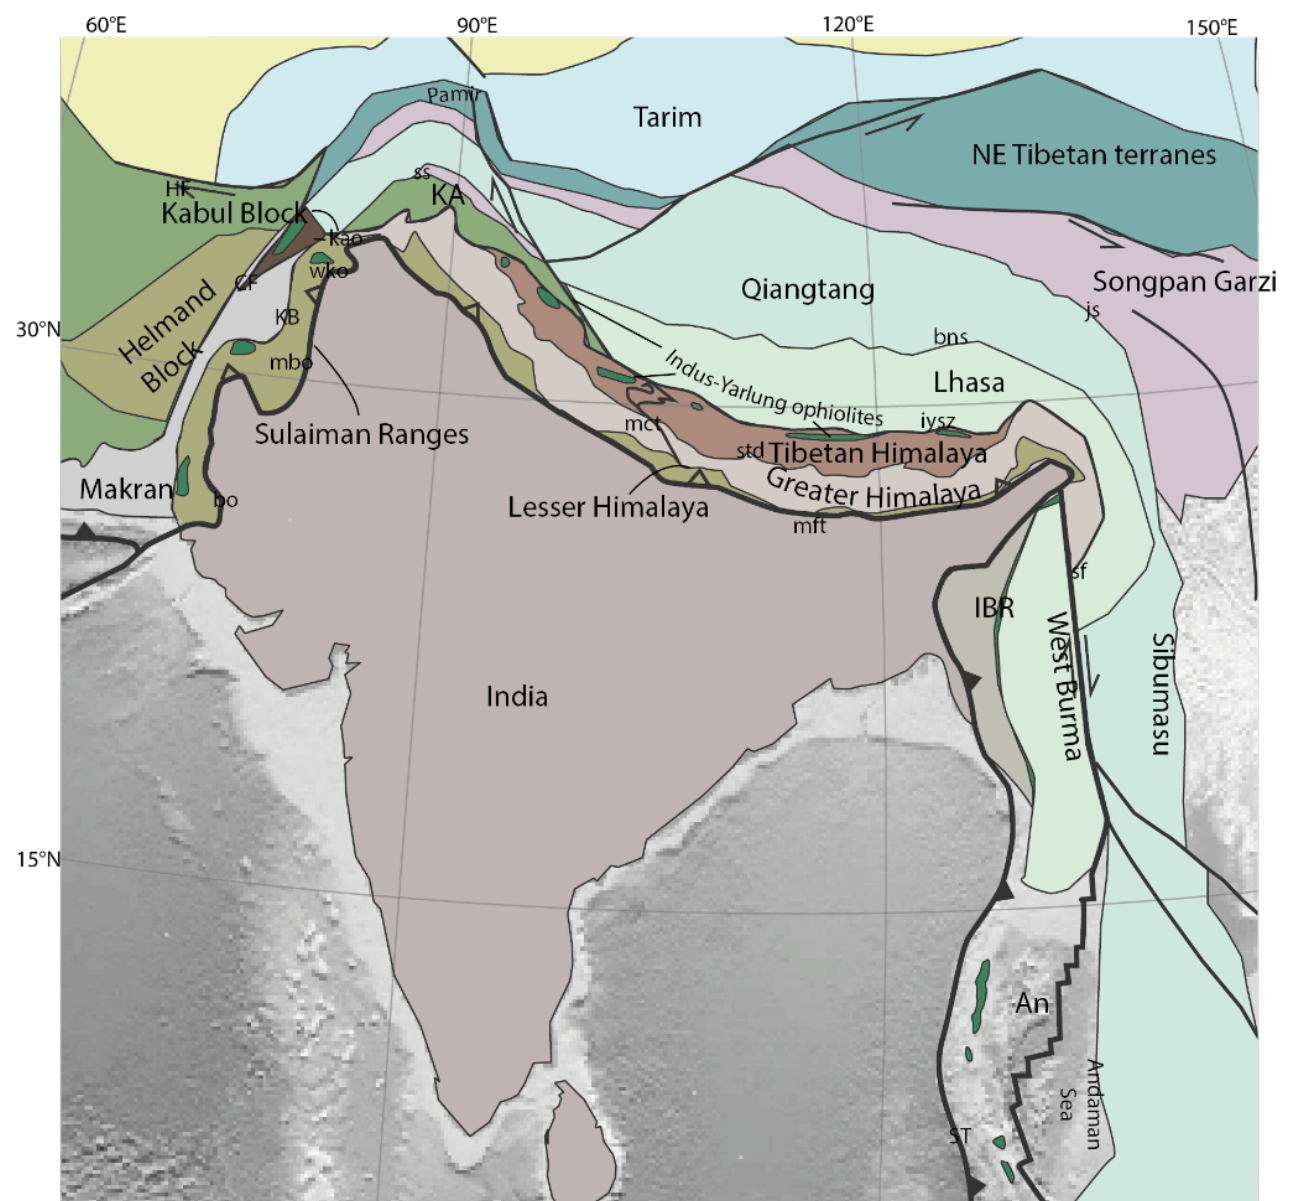 60°E
90°E
120°E
150°E
Pamir
Tarim
NE Tibetan terranes
ss
HF
KA
Kabul Block
kao
wko
CF
Songpan Garzi
Qiangtang
js
KB
30°N
Helmand
Block
bns
mbo
Indus-Yarlung ophiolites
Lhasa
mct
iysz
Sulaiman Ranges
std
Tibetan Himalaya
Makran
bo
Greater Himalaya
Lesser Himalaya
mft
sf
IBR
West Burma
Sibumasu
India
15°N
An
Andaman
Sea
ST